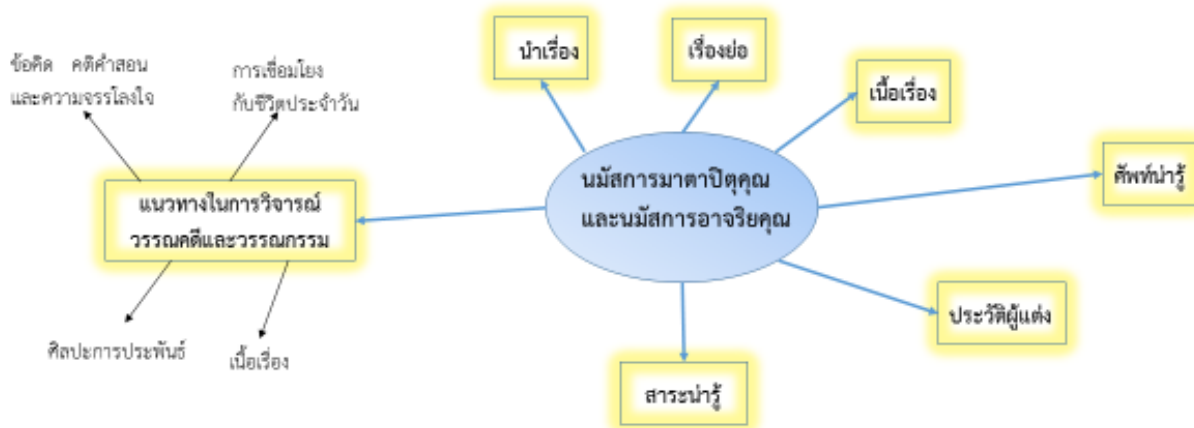 นำเรื่อง
เรื่องย่อ
เนื้อเรื่อง
ศัพท์น่ารู้
ประวัติผู้แต่ง
สาระน่ารู้
นมัสการมาตาปิตุคุณ
และนมัสการอาจริยคุณ
ข้อคิด คติคำสอน
และความจรรโลงใจ
การเชื่อมโยง
กับชีวิตประจำวัน
แนวทางในการวิจารณ์
วรรณคดีและวรรณกรรม
ศิลปะการประพันธ์
เนื้อเรื่อง